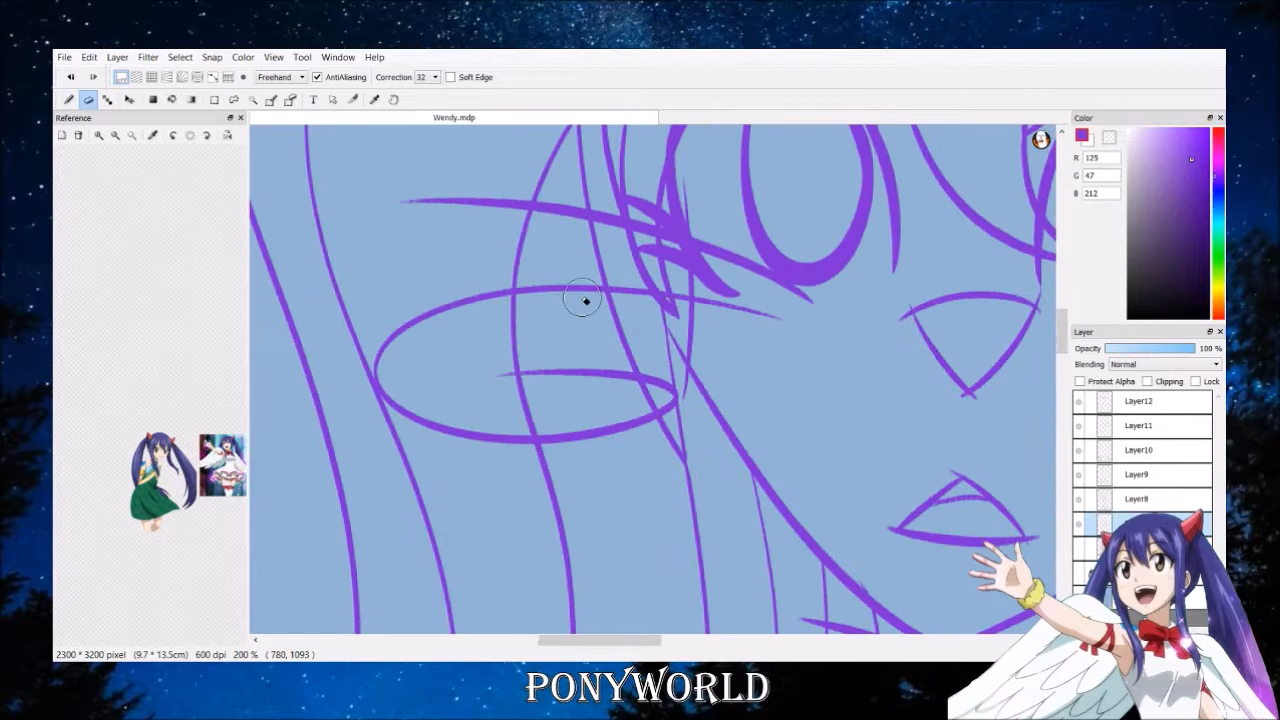 File Edit Layer Filter Select Snap Color View Tool Window Help
Freehand AntiAliasing Correction 32 Soft Edge
Reference
Wendy.mdp
Color
R 125
G 47
B 212
Layer
Opacity 100 %
Blending Normal
Protect Alpha Clipping Lock
Layer12
Layer11
Layer10
Layer9
Layer8
2300 * 3200 pixel (9.7 * 13.5cm) 600 dpi 200 % ( 780, 1093 )
PONYWORLD